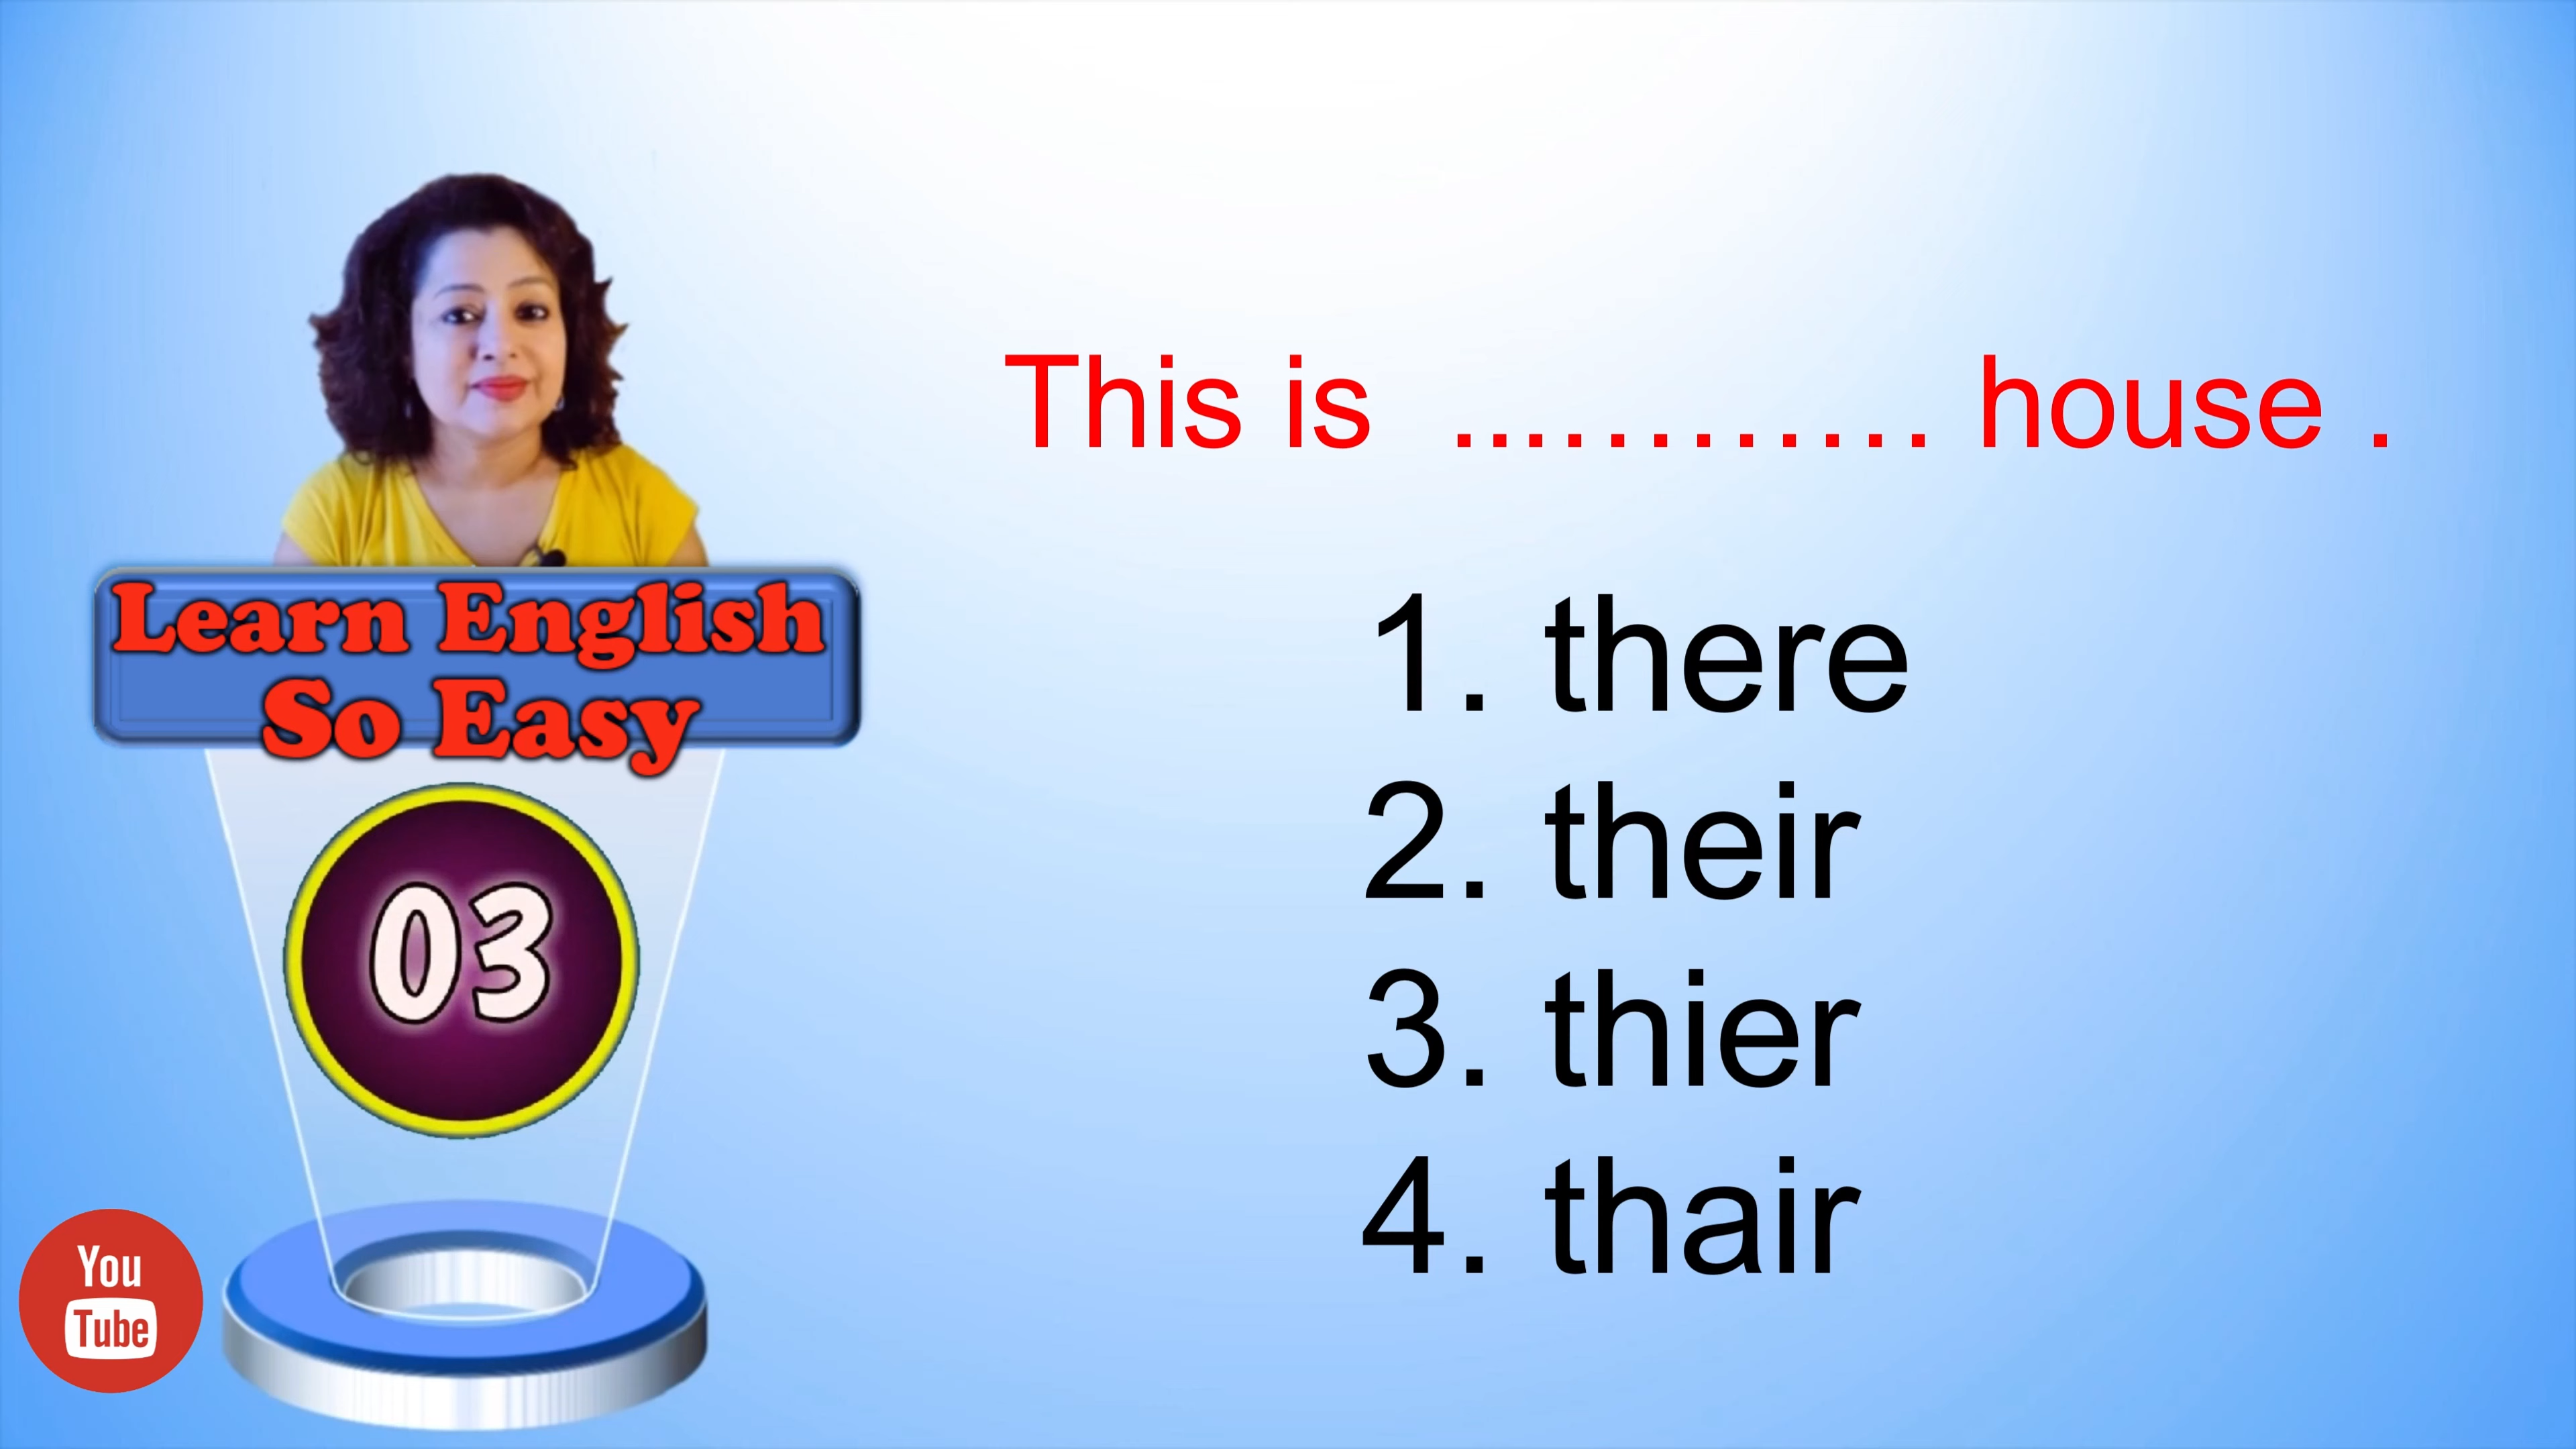 This is ............ house .
1. there
2. their
3. thier
4. thair
Learn English
So Easy
03
You
Tube